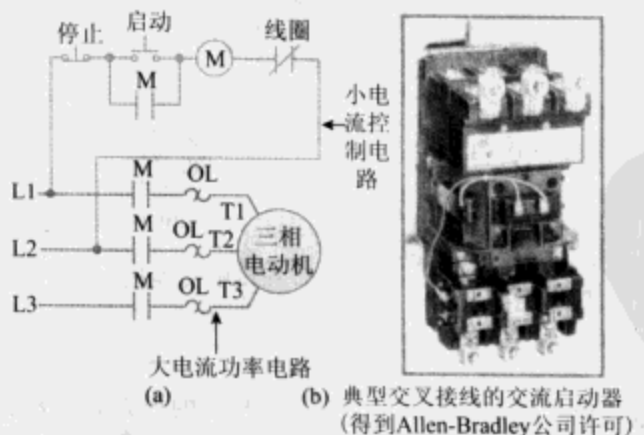 停止
启动
线圈
M
M
小电流控制电路
L1
M
OL
T1
L2
M
OL
T2
三相
电动机
L3
M
OL
T3
大电流功率电路
(a)
(b) 典型交叉接线的交流启动器
(得到Allen-Bradley公司许可)